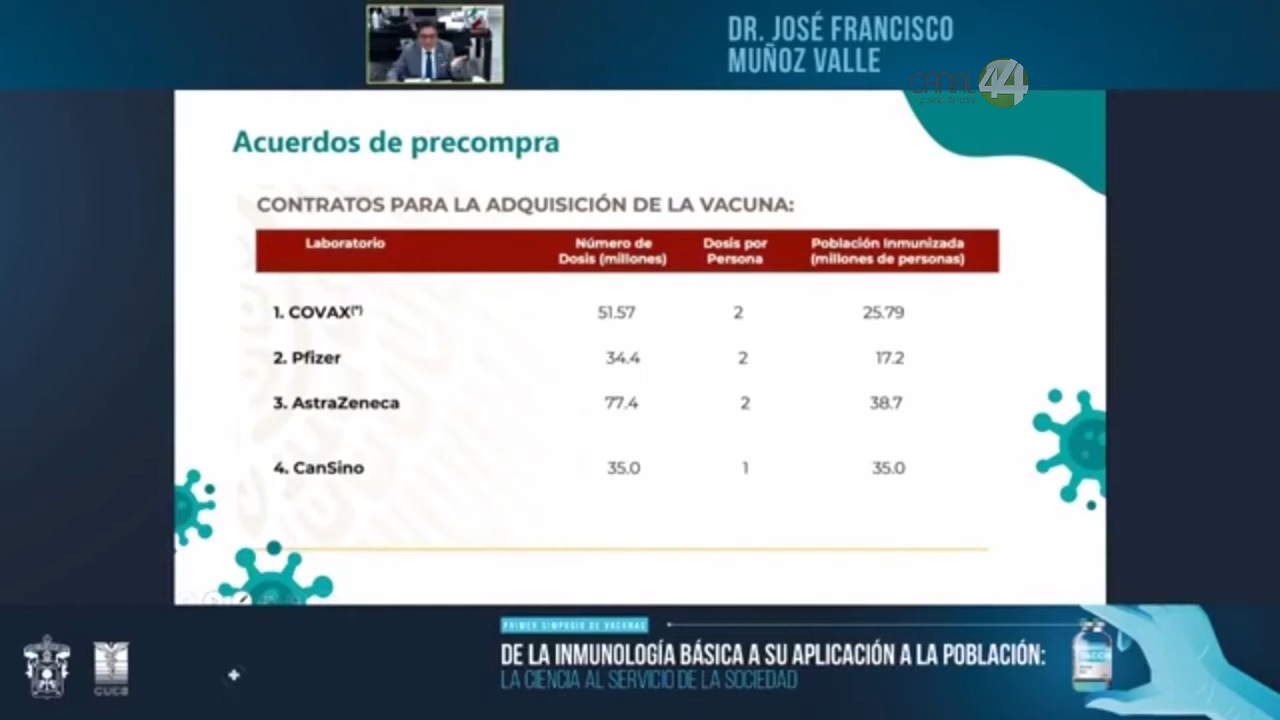 DR. JOSÉ FRANCISCO
MUÑOZ VALLE
CANAL 44
Acuerdos de precompra
CONTRATOS PARA LA ADQUISICIÓN DE LA VACUNA:
Laboratorio Número de Dosis (millones) Dosis por Persona Población Inmunizada (millones de personas)
1. COVAX(*) 51.57 2 25.79
2. Pfizer 34.4 2 17.2
3. AstraZeneca 77.4 2 38.7
4. CanSino 35.0 1 35.0
PRIMER SIMPOSIO DE VACUNAS
DE LA INMUNOLOGÍA BÁSICA A SU APLICACIÓN A LA POBLACIÓN:
LA CIENCIA AL SERVICIO DE LA SOCIEDAD